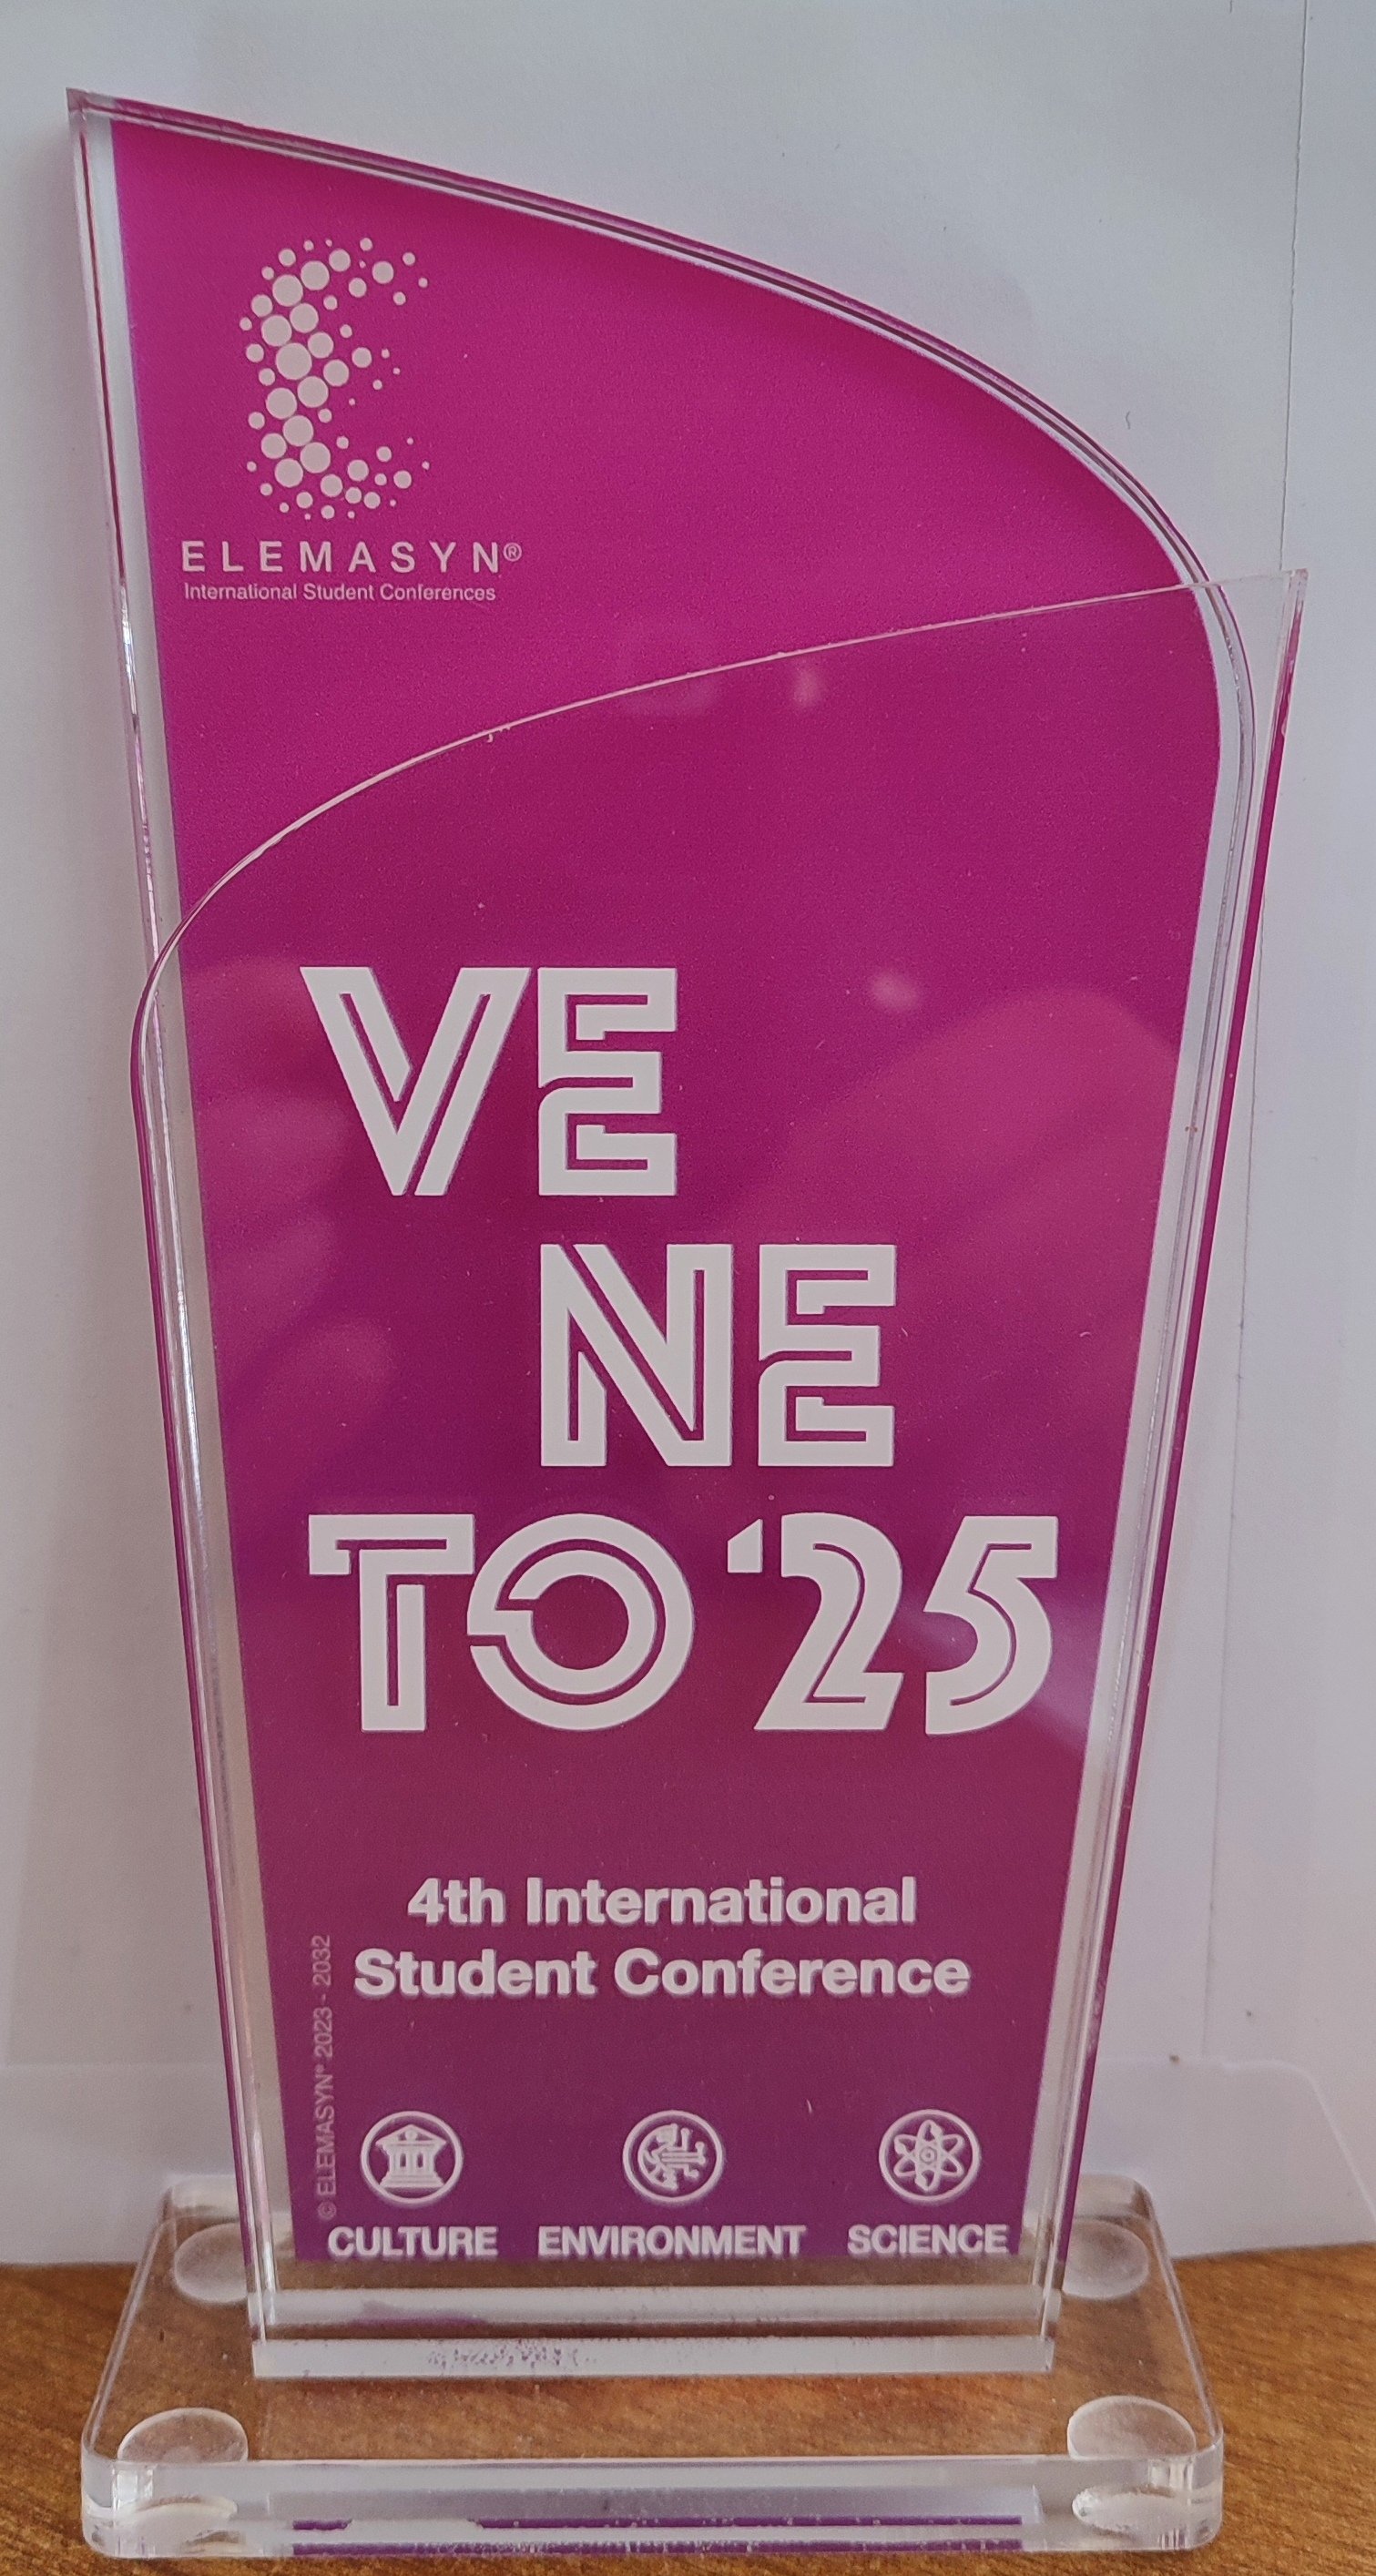 ELEMASYN®
International Student Conferences
VE
NE
TO '25
4th International
Student Conference
© ELEMASYN® 2023 - 2032
CULTURE ENVIRONMENT SCIENCE